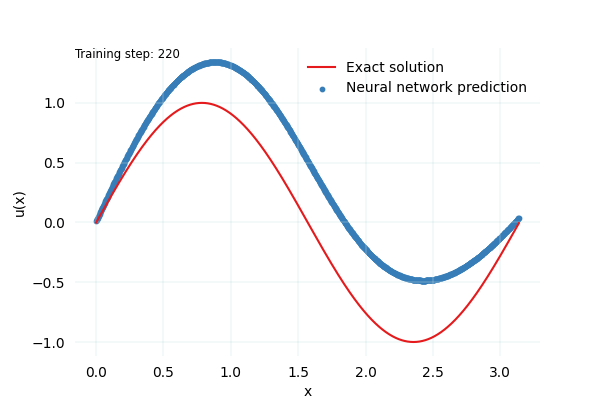 Training step: 220
Exact solution
Neural network prediction
1.0
0.5
0.0
−0.5
−1.0
u(x)
0.0 0.5 1.0 1.5 2.0 2.5 3.0
x